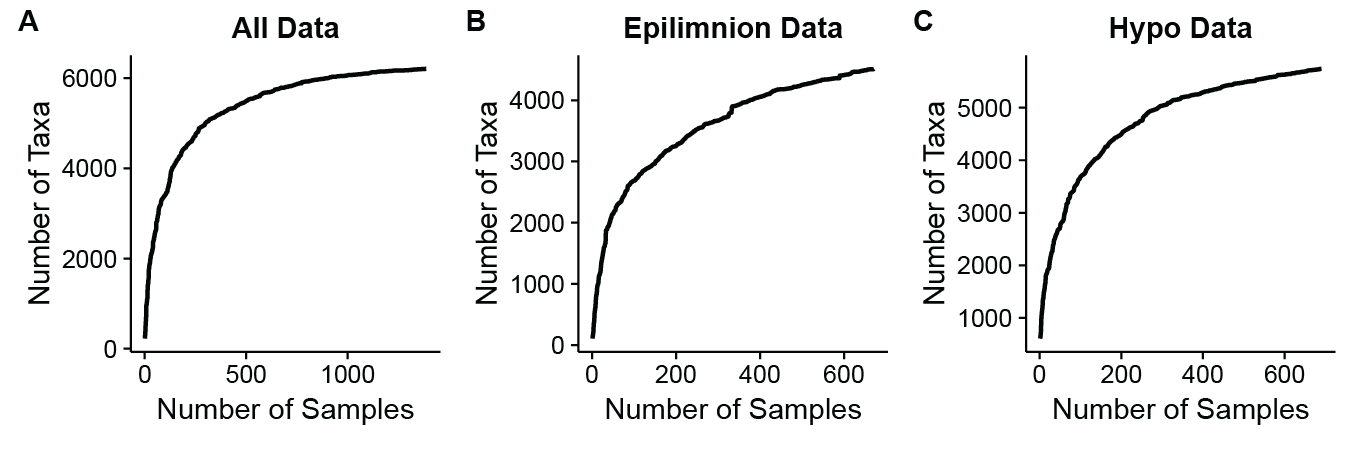 A
All Data
Number of Taxa
6000
4000
2000
0
0 500 1000
Number of Samples
B
Epilimnion Data
Number of Taxa
4000
3000
2000
1000
0
0 200 400 600
Number of Samples
C
Hypo Data
Number of Taxa
5000
4000
3000
2000
1000
0 200 400 600
Number of Samples